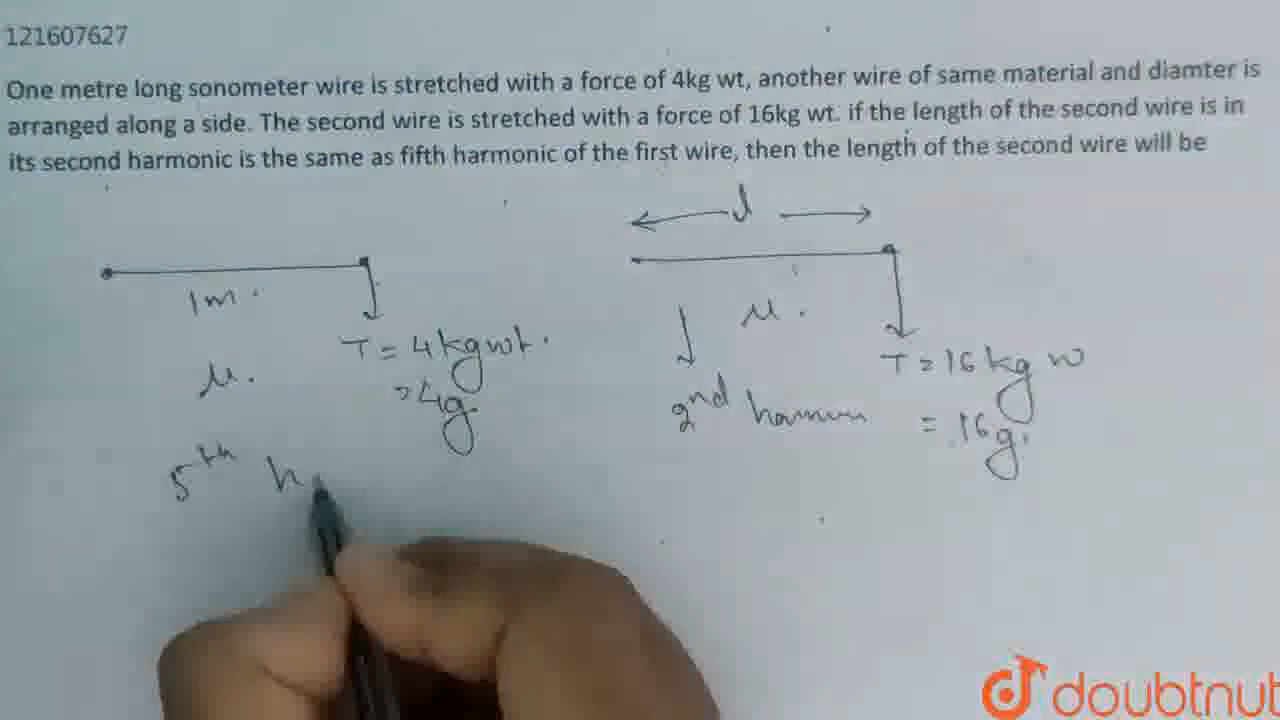 121607627
One metre long sonometer wire is stretched with a force of 4kg wt, another wire of same material and diamter is
arranged along a side. The second wire is stretched with a force of 16kg wt. if the length of the second wire is in
its second harmonic is the same as fifth harmonic of the first wire, then the length of the second wire will be
l
1m.
μ.
T = 4kgwt.
= 4g.
μ.
T = 16 kg w
= 16g.
2nd
5th h
doubtnut